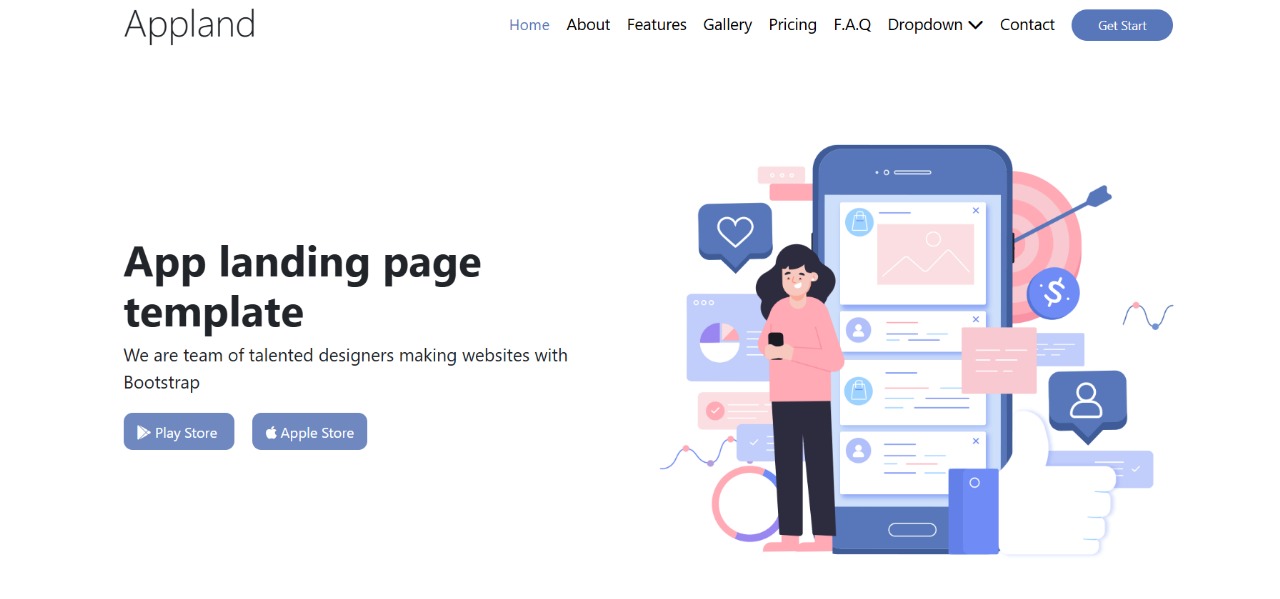 Appland
Home About Features Gallery Pricing F.A.Q Dropdown Contact Get Start
App landing page
template
We are team of talented designers making websites with
Bootstrap
Play Store Apple Store